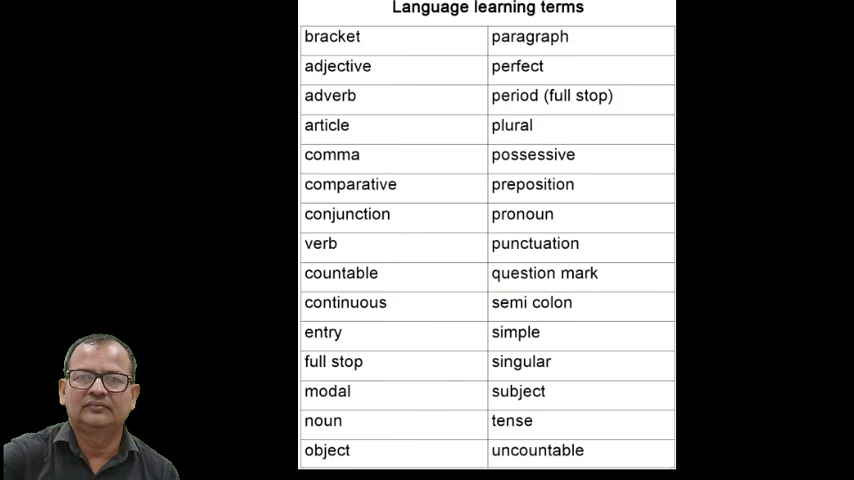 Language learning terms
bracket paragraph
adjective perfect
adverb period (full stop)
article plural
comma possessive
comparative preposition
conjunction pronoun
verb punctuation
countable question mark
continuous semi colon
entry simple
full stop singular
modal subject
noun tense
object uncountable